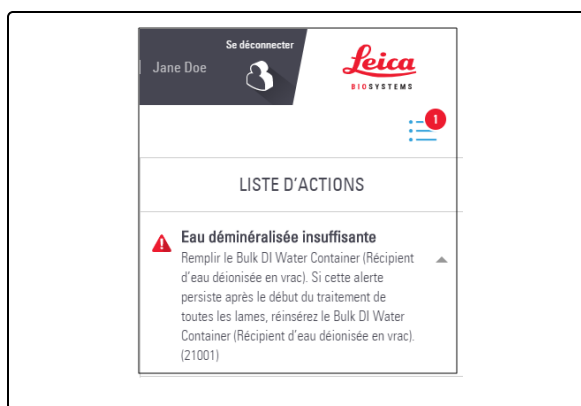 Se déconnecter
Jane Doe
Leica
BIOSYSTEMS
1
LISTE D'ACTIONS
Eau déminéralisée insuffisante
Remplir le Bulk DI Water Container (Récipient
d'eau déionisée en vrac). Si cette alerte
persiste après le début du traitement de
toutes les lames, réinsérez le Bulk DI Water
Container (Récipient d'eau déionisée en vrac).
(21001)